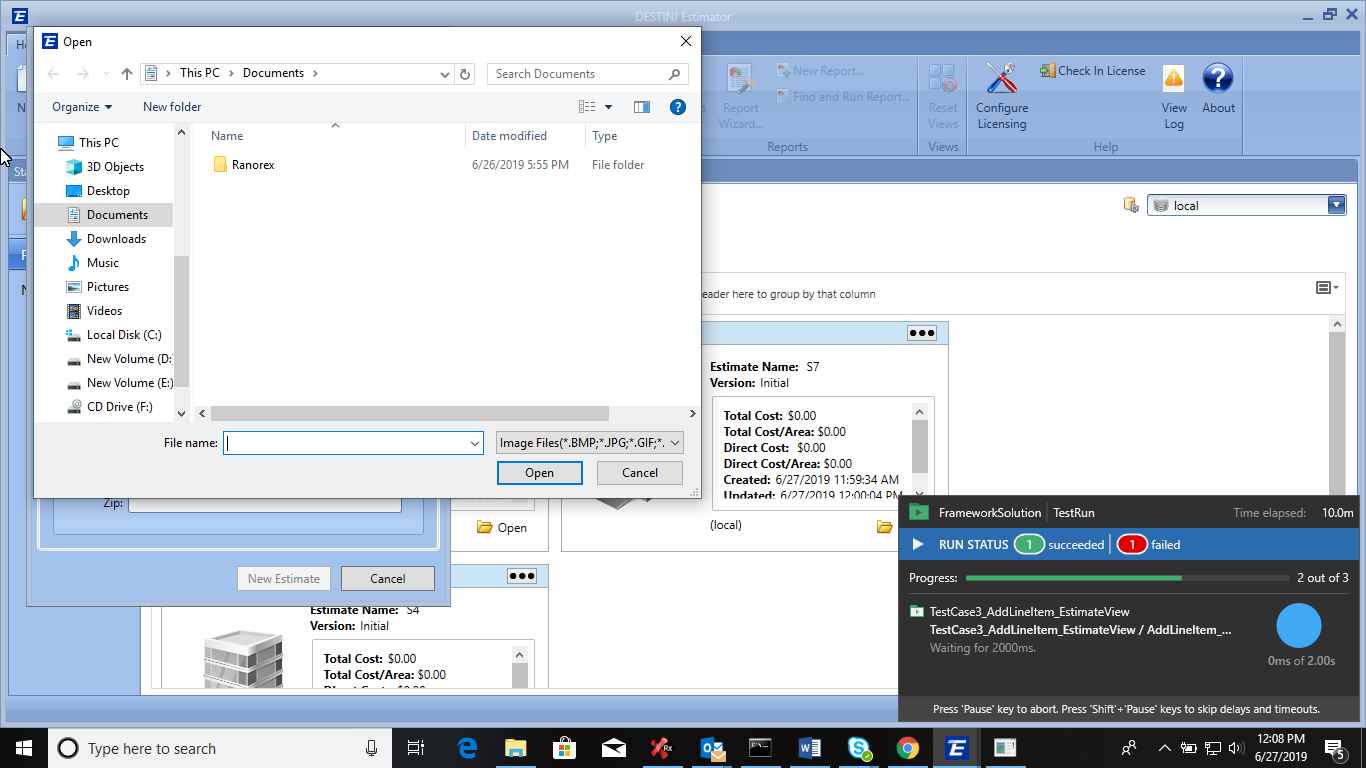 DESTINI Estimator
Open
This PC
Documents
Search Documents
Organize
New folder
Name
Date modified
Type
Ranorex
6/26/2019 5:55 PM
File folder
This PC
3D Objects
Desktop
Documents
Downloads
Music
Pictures
Videos
Local Disk (C:)
New Volume (D:
New Volume (E:)
CD Drive (F:)
File name:
Image Files(*.BMP;*.JPG;*.GIF;*.
Open
Cancel
Report
Wizard...
New Report...
Find and Run Report...
Reports
Reset
Views
Views
Configure
Licensing
Check In License
View
Log
About
Help
local
eader here to group by that column
Estimate Name: S7
Version: Initial
Total Cost: $0.00
Total Cost/Area: $0.00
Direct Cost: $0.00
Direct Cost/Area: $0.00
Created: 6/27/2019 11:59:34 AM
Updated: 6/27/2019 12:00:04 PM
(local)
Zip:
Open
New Estimate
Cancel
Estimate Name: S4
Version: Initial
Total Cost: $0.00
Total Cost/Area: $0.00
Direct Cost: $0.00
FrameworkSolution
TestRun
Time elapsed: 10.0m
RUN STATUS 1 succeeded 1 failed
Progress: 2 out of 3
TestCase3_AddLineItem_EstimateView
TestCase3_AddLineItem_EstimateView / AddLineItem_...
Waiting for 2000ms.
0ms of 2.00s
Press 'Pause' key to abort. Press 'Shift'+'Pause' keys to skip delays and timeouts.
Type here to search
12:08 PM
6/27/2019
5